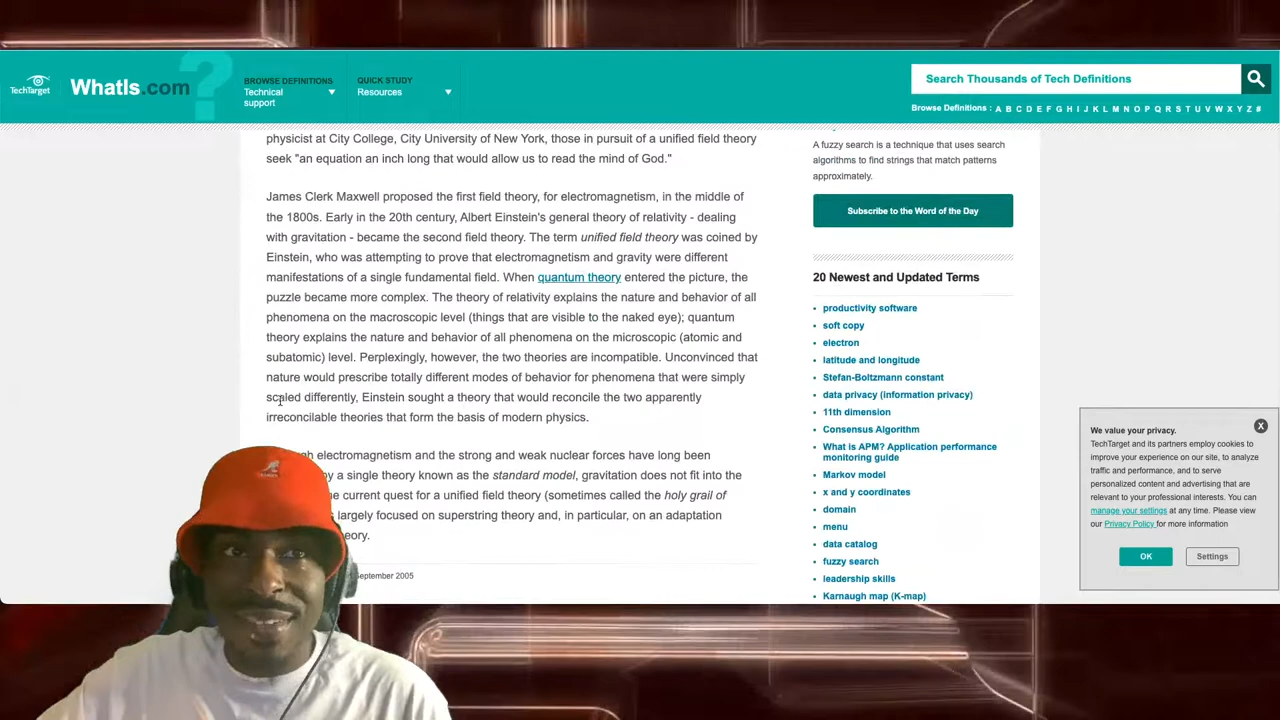 TechTarget
WhatIs.com
?
BROWSE DEFINITIONS
Technical
support
QUICK STUDY
Resources
Search Thousands of Tech Definitions
Browse Definitions : A B C D E F G H I J K L M N O P Q R S T U V W X Y Z #
physicist at City College, City University of New York, those in pursuit of a unified field theory
seek "an equation an inch long that would allow us to read the mind of God."
James Clerk Maxwell proposed the first field theory, for electromagnetism, in the middle of
the 1800s. Early in the 20th century, Albert Einstein's general theory of relativity - dealing
with gravitation - became the second field theory. The term unified field theory was coined by
Einstein, who was attempting to prove that electromagnetism and gravity were different
manifestations of a single fundamental field. When quantum theory entered the picture, the
puzzle became more complex. The theory of relativity explains the nature and behavior of all
phenomena on the macroscopic level (things that are visible to the naked eye); quantum
theory explains the nature and behavior of all phenomena on the microscopic (atomic and
subatomic) level. Perplexingly, however, the two theories are incompatible. Unconvinced that
nature would prescribe totally different modes of behavior for phenomena that were simply
scaled differently, Einstein sought a theory that would reconcile the two apparently
irreconcilable theories that form the basis of modern physics.
electromagnetism and the strong and weak nuclear forces have long been
by a single theory known as the standard model, gravitation does not fit into the
current quest for a unified field theory (sometimes called the holy grail of
largely focused on superstring theory and, in particular, on an adaptation
September 2005
A fuzzy search is a technique that uses search
algorithms to find strings that match patterns
approximately.
Subscribe to the Word of the Day
20 Newest and Updated Terms
productivity software
soft copy
electron
latitude and longitude
Stefan-Boltzmann constant
data privacy (information privacy)
11th dimension
Consensus Algorithm
What is APM? Application performance
monitoring guide
Markov model
x and y coordinates
domain
menu
data catalog
fuzzy search
leadership skills
Karnaugh map (K-map)
X
We value your privacy.
TechTarget and its partners employ cookies to
improve your experience on our site, to analyze
traffic and performance, and to serve
personalized content and advertising that are
relevant to your professional interests. You can
manage your settings at any time. Please view
our Privacy Policy for more information
OK
Settings